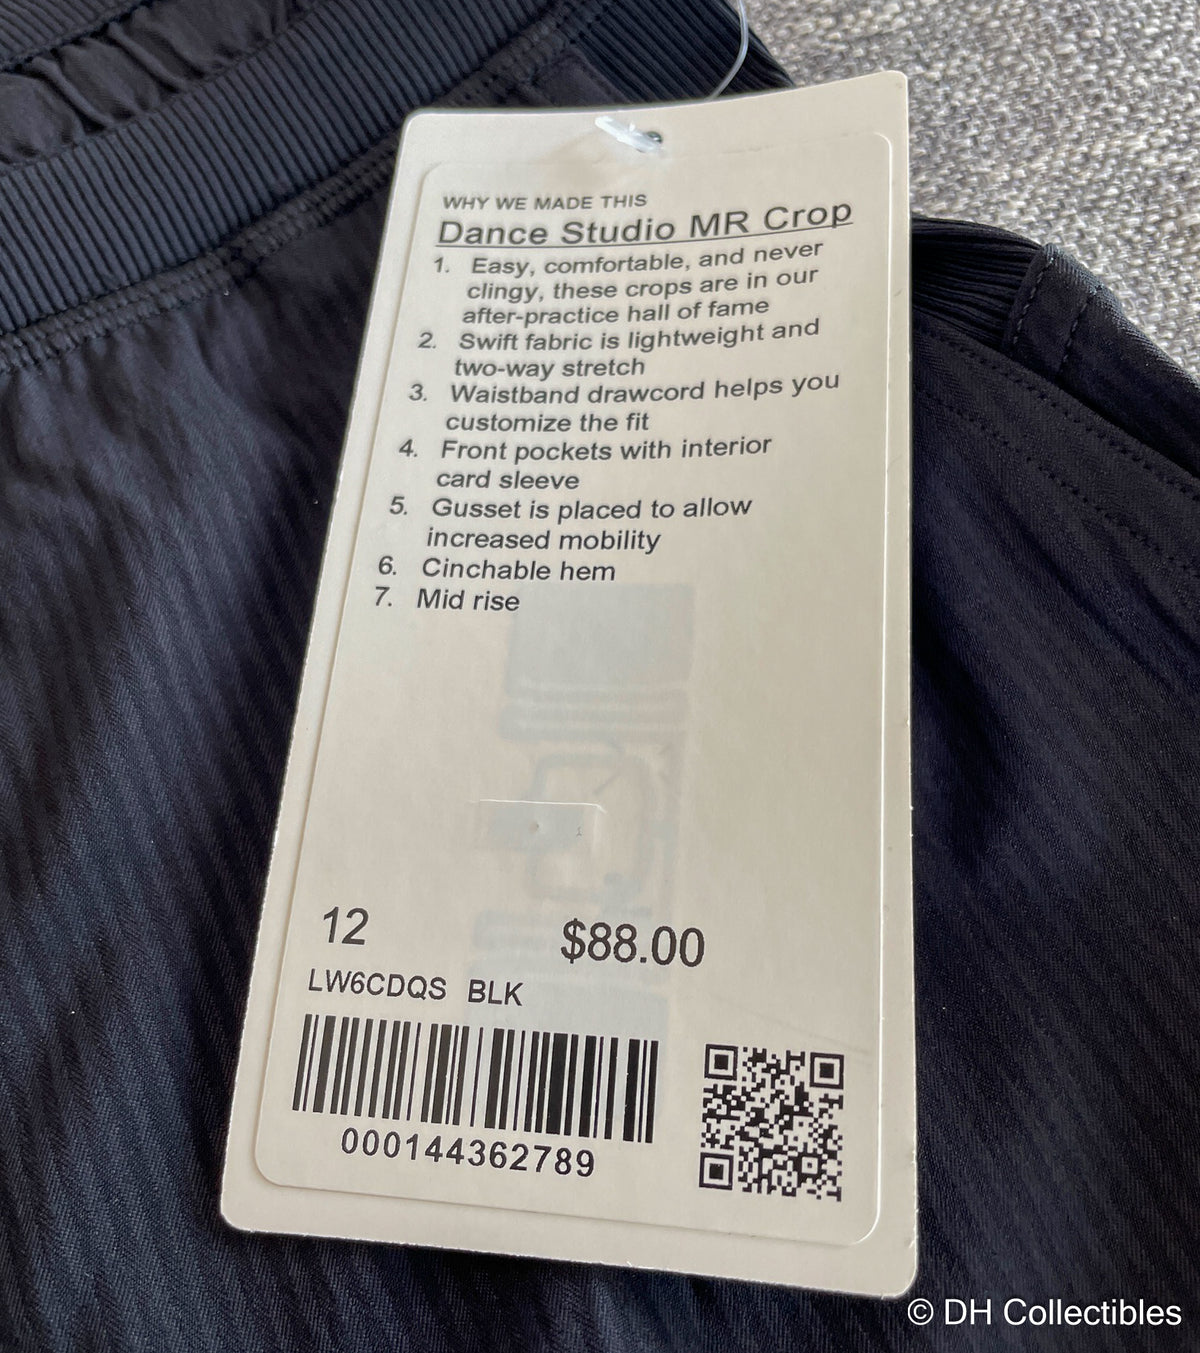 WHY WE MADE THIS
Dance Studio MR Crop
1. Easy, comfortable, and never
clingy, these crops are in our
after-practice hall of fame
2. Swift fabric is lightweight and
two-way stretch
3. Waistband drawcord helps you
customize the fit
4. Front pockets with interior
card sleeve
5. Gusset is placed to allow
increased mobility
6. Cinchable hem
7. Mid rise
12 $88.00
LW6CDQS BLK
000144362789
© DH Collectibles